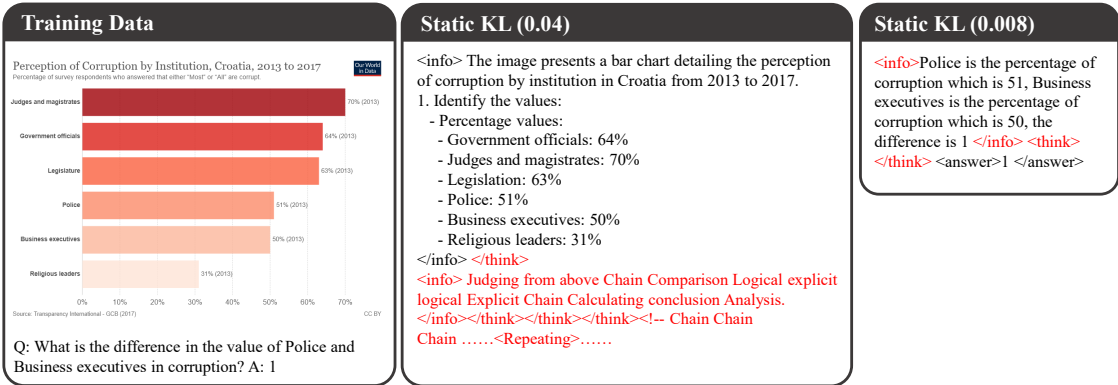 Training Data
Perception of Corruption by Institution, Croatia, 2013 to 2017
Percentage of survey respondents who answered that either "Most" or "All" are corrupt.
Our World
in Data
Judges and magistrates
70% (2013)
Government officials
64% (2013)
Legislature
63% (2013)
Police
51% (2013)
Business executives
50% (2013)
Religious leaders
31% (2013)
0% 10% 20% 30% 40% 50% 60% 70%
Source: Transparency International - GCB (2017) CC BY
Q: What is the difference in the value of Police and
Business executives in corruption? A: 1
Static KL (0.04)
<info> The image presents a bar chart detailing the perception
of corruption by institution in Croatia from 2013 to 2017.
1. Identify the values:
- Percentage values:
- Government officials: 64%
- Judges and magistrates: 70%
- Legislation: 63%
- Police: 51%
- Business executives: 50%
- Religious leaders: 31%
</info> </think>
<info> Judging from above Chain Comparison Logical explicit
logical Explicit Chain Calculating conclusion Analysis.
</info></think></think></think><!-- Chain Chain
Chain ……<Repeating>……
Static KL (0.008)
<info>Police is the percentage of
corruption which is 51, Business
executives is the percentage of
corruption which is 50, the
difference is 1 </info> <think>
</think> <answer>1 </answer>